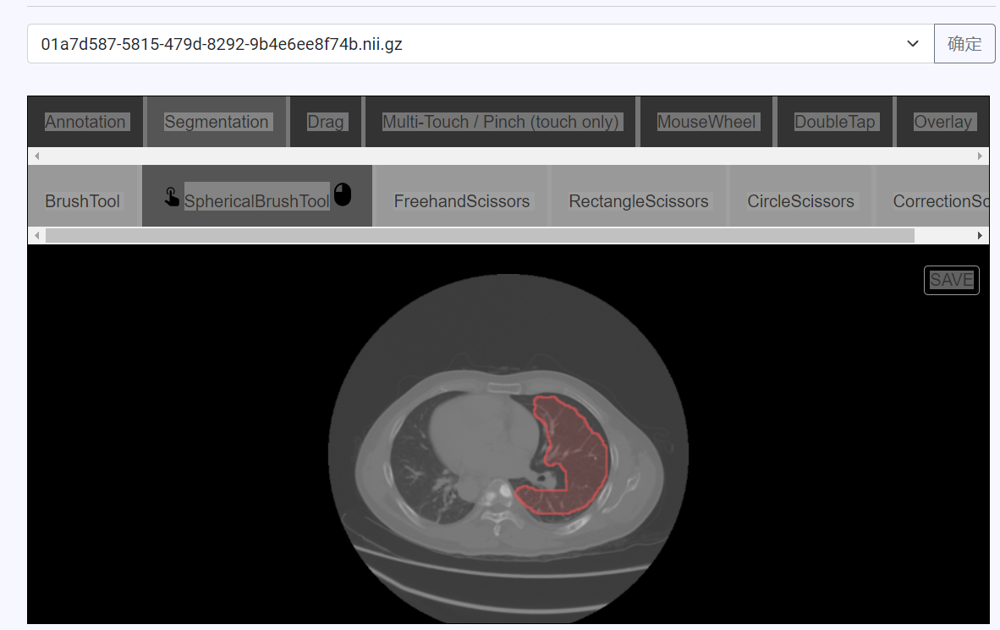 01a7d587-5815-479d-8292-9b4e6ee8f74b.nii.gz 确定
Annotation Segmentation Drag Multi-Touch / Pinch (touch only) MouseWheel DoubleTap Overlay
BrushTool SphericalBrushTool FreehandScissors RectangleScissors CircleScissors CorrectionSc
SAVE